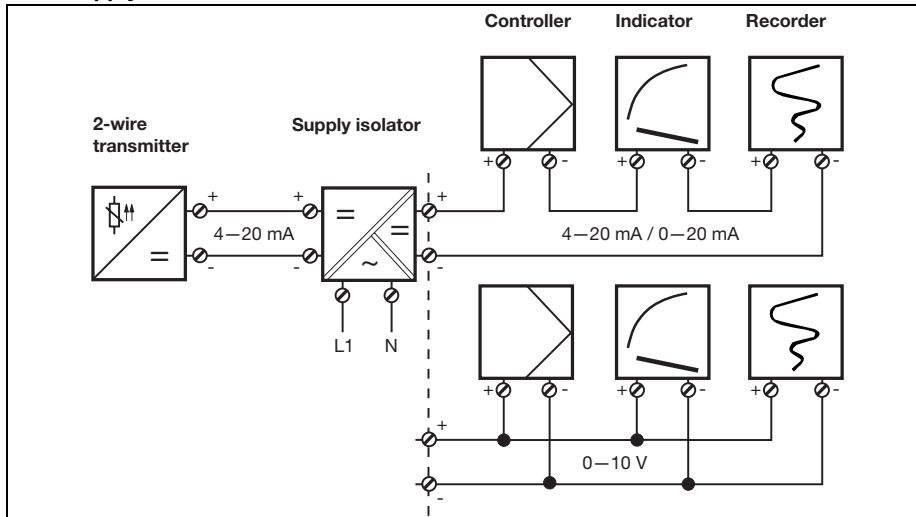 Controller Indicator Recorder
2-wire
transmitter
Supply isolator
+ - + - + -
+ + +
4—20 mA 4—20 mA / 0—20 mA
- - -
L1 N
+ - + - + -
+
0—10 V
-